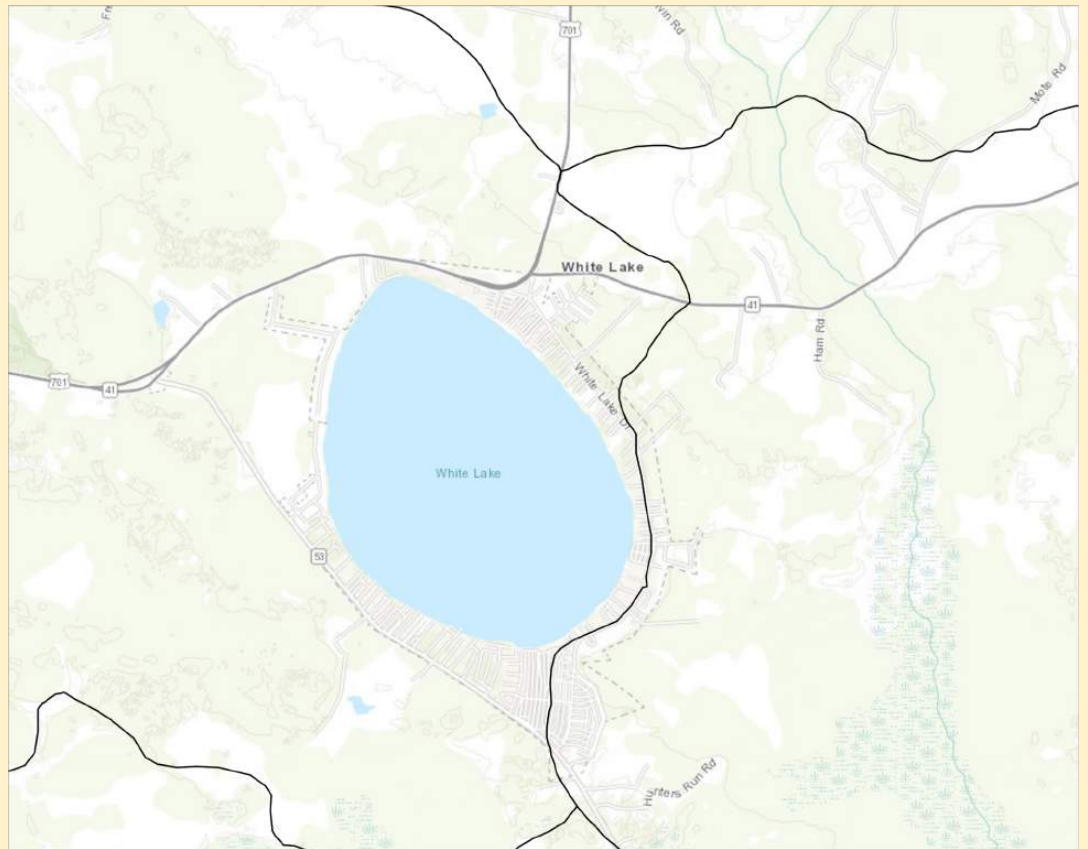 701
Mote Rd
White Lake
41
Ham Rd
701
41
White Lake Dr
White Lake
53
Hunters Run Rd